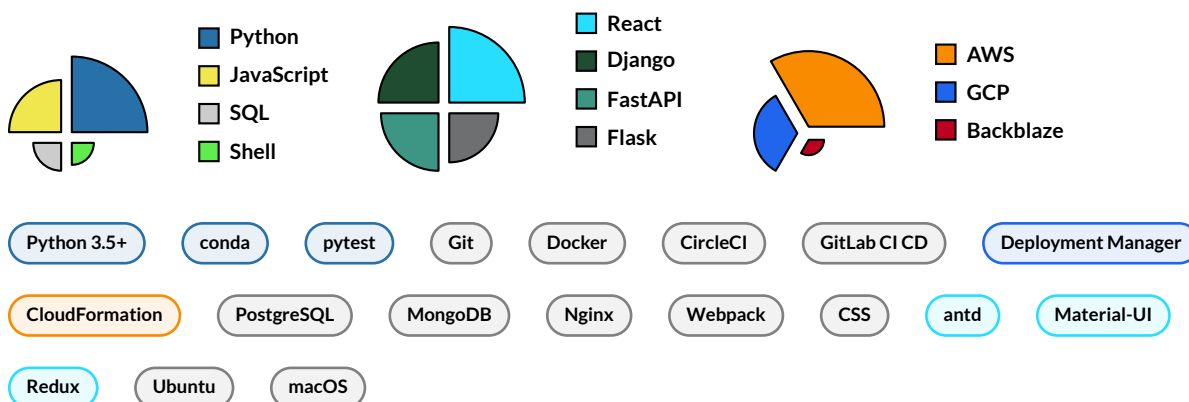 Python
JavaScript
SQL
Shell
React
Django
FastAPI
Flask
AWS
GCP
Backblaze
Python 3.5+ conda pytest Git Docker CircleCI GitLab CI CD Deployment Manager
CloudFormation PostgreSQL MongoDB Nginx Webpack CSS antd Material-UI
Redux Ubuntu macOS